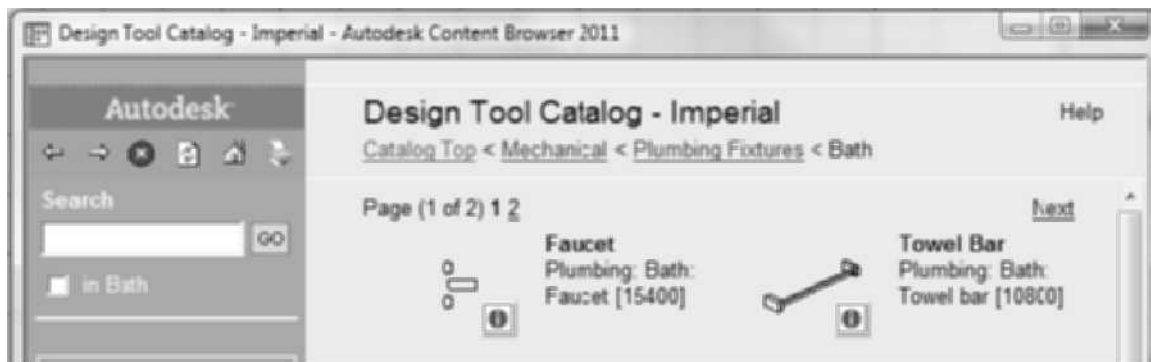 Design Tool Catalog - Imperial - Autodesk Content Browser 2011
Autodesk
Design Tool Catalog - Imperial
Help
Catalog Top < Mechanical < Plumbing Fixtures < Bath
Search
GO
in Bath
Page (1 of 2) 1 2
Next
Faucet
Plumbing: Bath:
Faucet [15400]
Towel Bar
Plumbing: Bath:
Towel bar [10800]